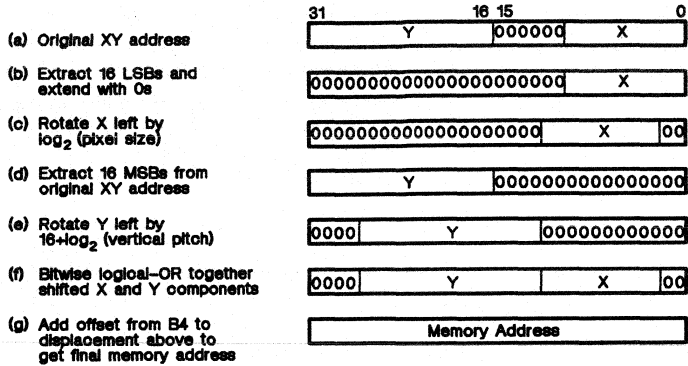 31 16 15 0
(a) Original XY address Y 000000 X
(b) Extract 16 LSBs and
extend with 0s
0000000000000000000000 X
(c) Rotate X left by
log2 (pixel size)
00000000000000000000 X 00
(d) Extract 16 MSBs from
original XY address
Y 0000000000000000
(e) Rotate Y left by
16+log2 (vertical pitch)
0000 Y 000000000000
(f) Bitwise logical-OR together
shifted X and Y components
0000 Y X 00
(g) Add offset from B4 to
displacement above to
get final memory address
Memory Address